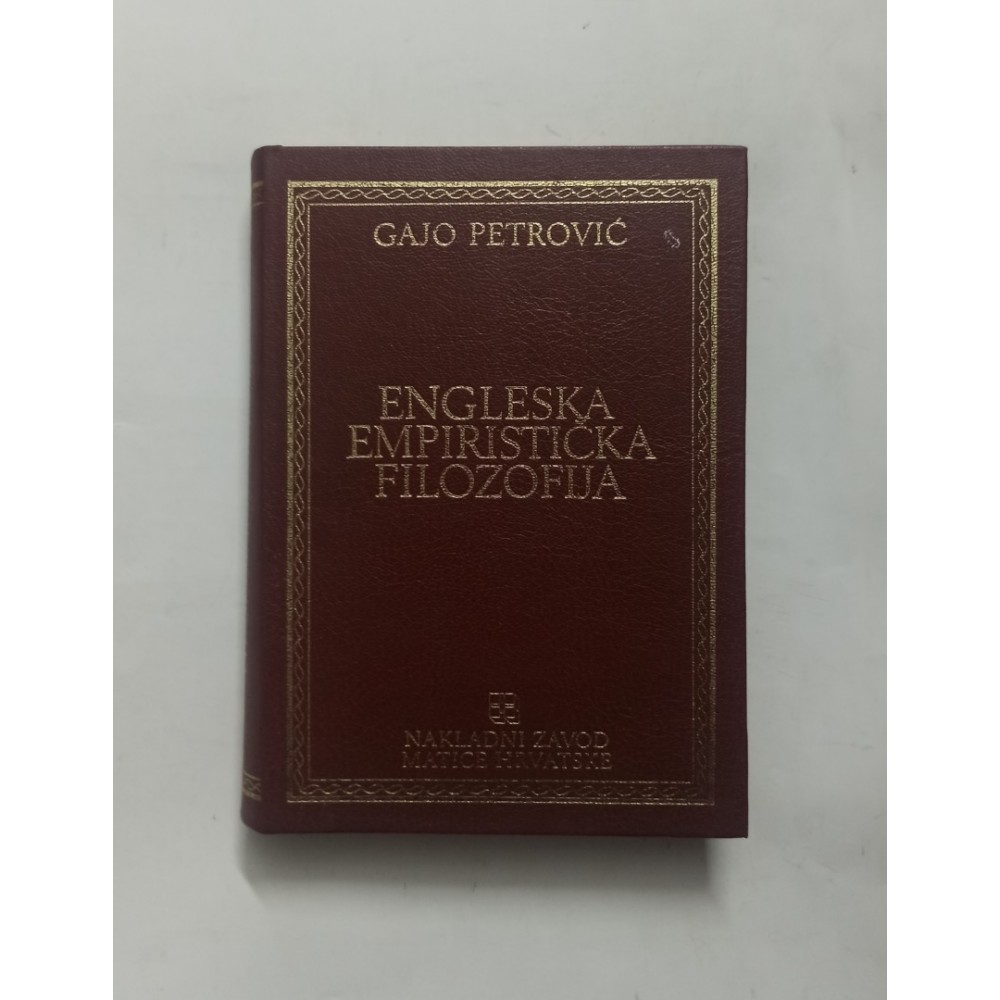 GAJO PETROVIĆ
ENGLESKA
EMPIRISTIČKA
FILOZOFIJA
NAKLADNI ZAVOD
MATICE HRVATSKE